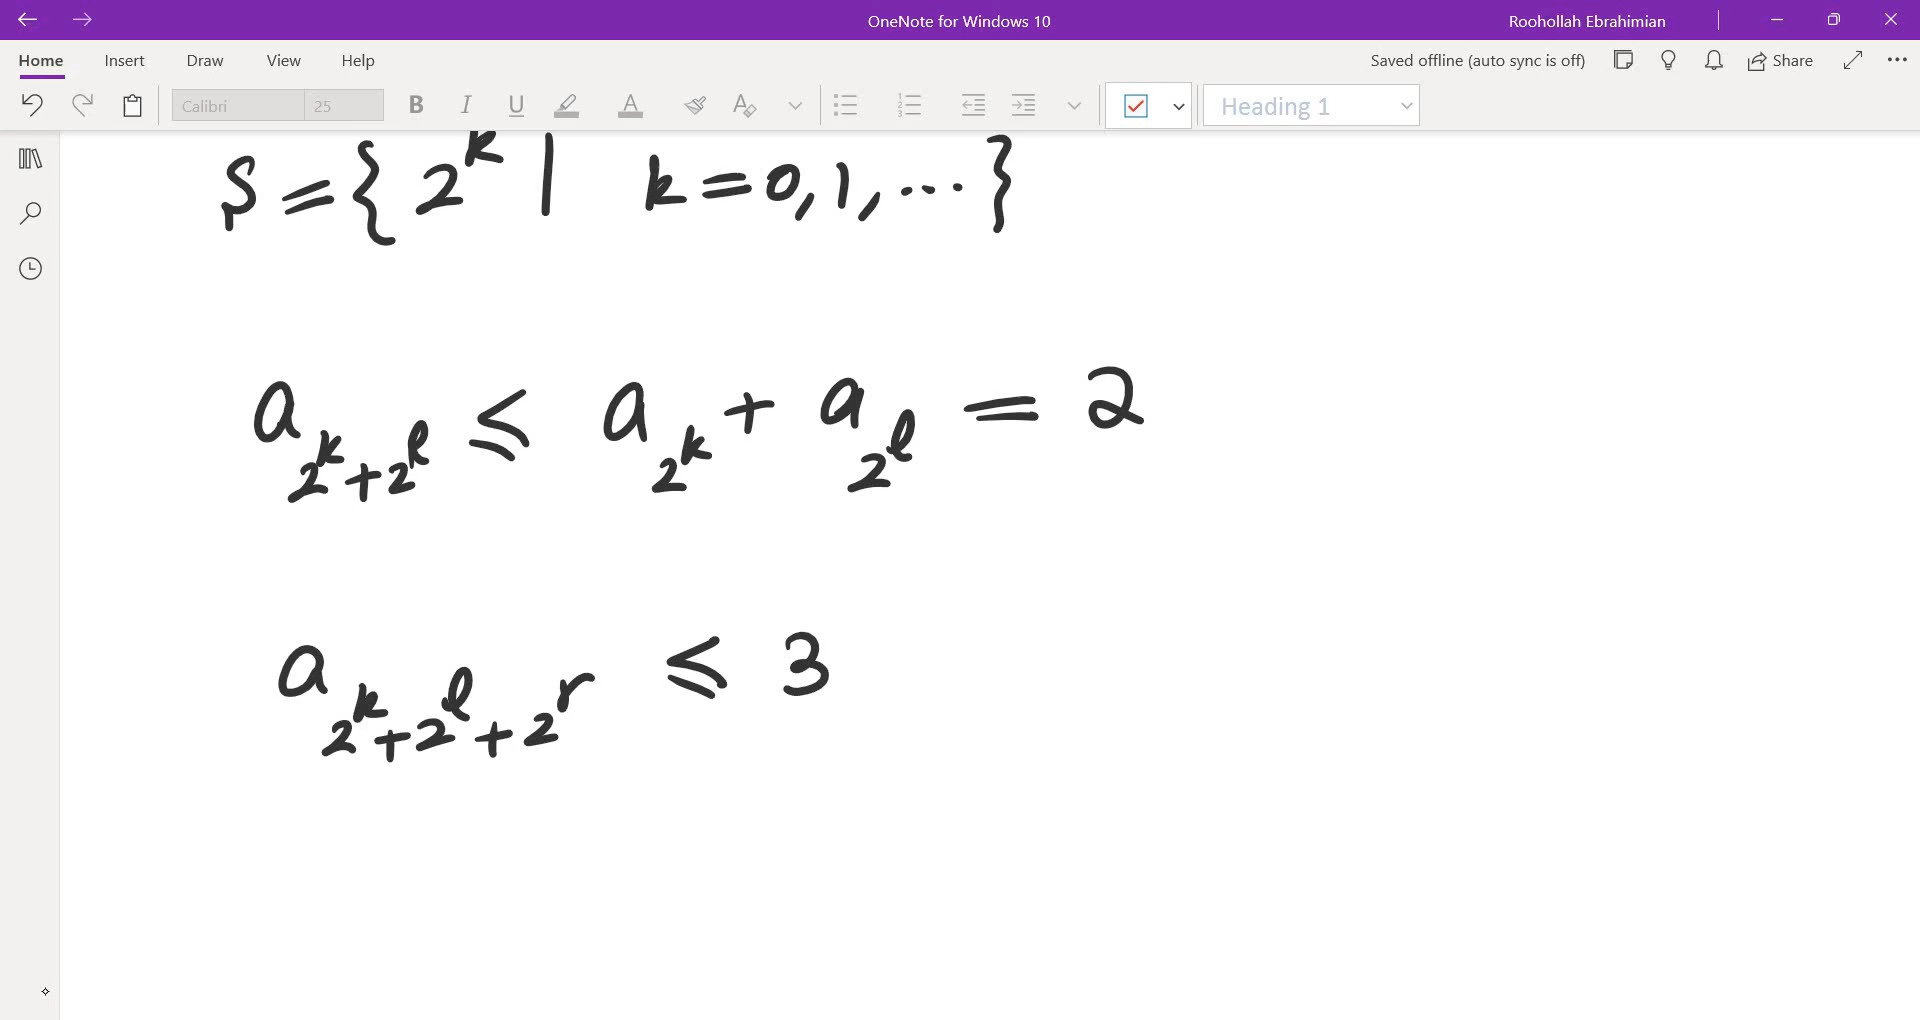 OneNote for Windows 10
Roohollah Ebrahimian
Home Insert Draw View Help
Saved offline (auto sync is off) Share
Calibri 25 B I U A A Heading 1
S = { 2^k | k = 0, 1, ... }
a_{2^k + 2^l} ≤ a_{2^k} + a_{2^l} = 2
a_{2^k + 2^l + 2^r} ≤ 3